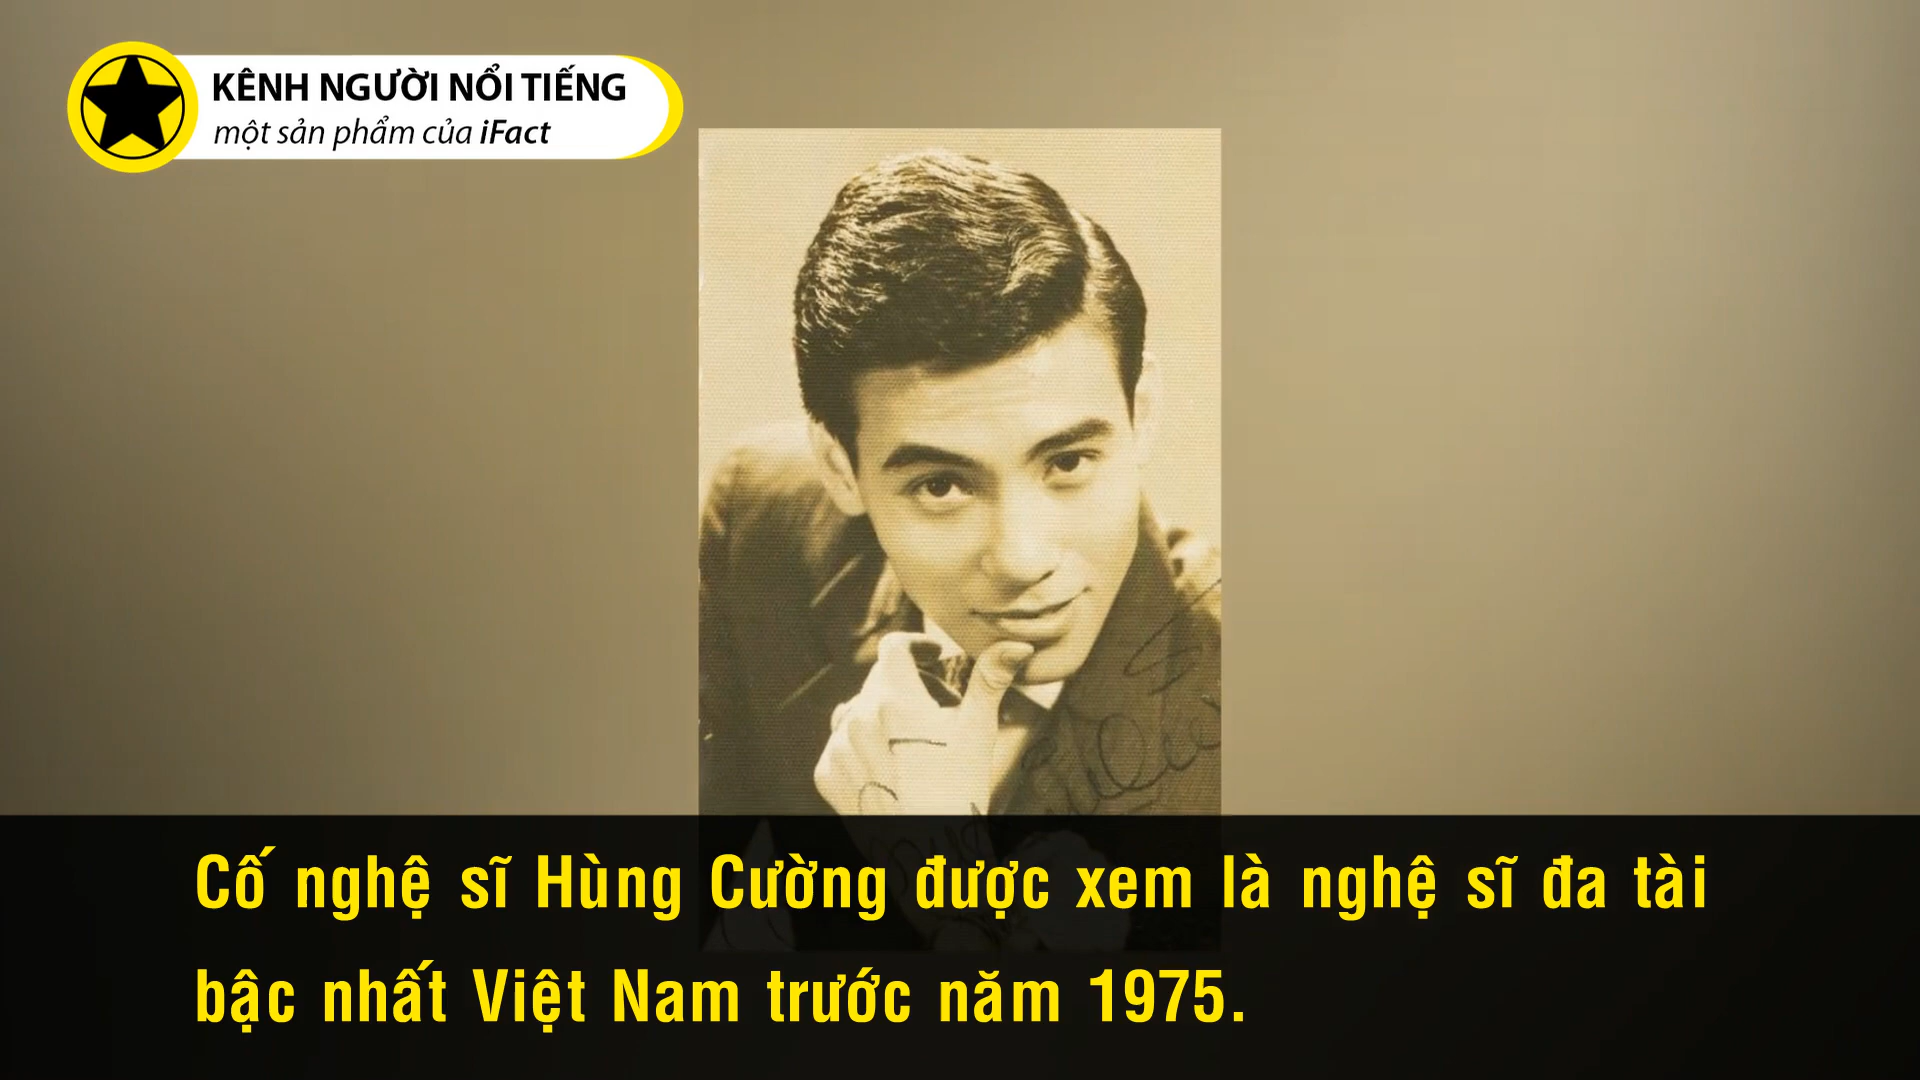 KÊNH NGƯỜI NỔI TIẾNG
một sản phẩm của iFact
Cố nghệ sĩ Hùng Cường được xem là nghệ sĩ đa tài
bậc nhất Việt Nam trước năm 1975.